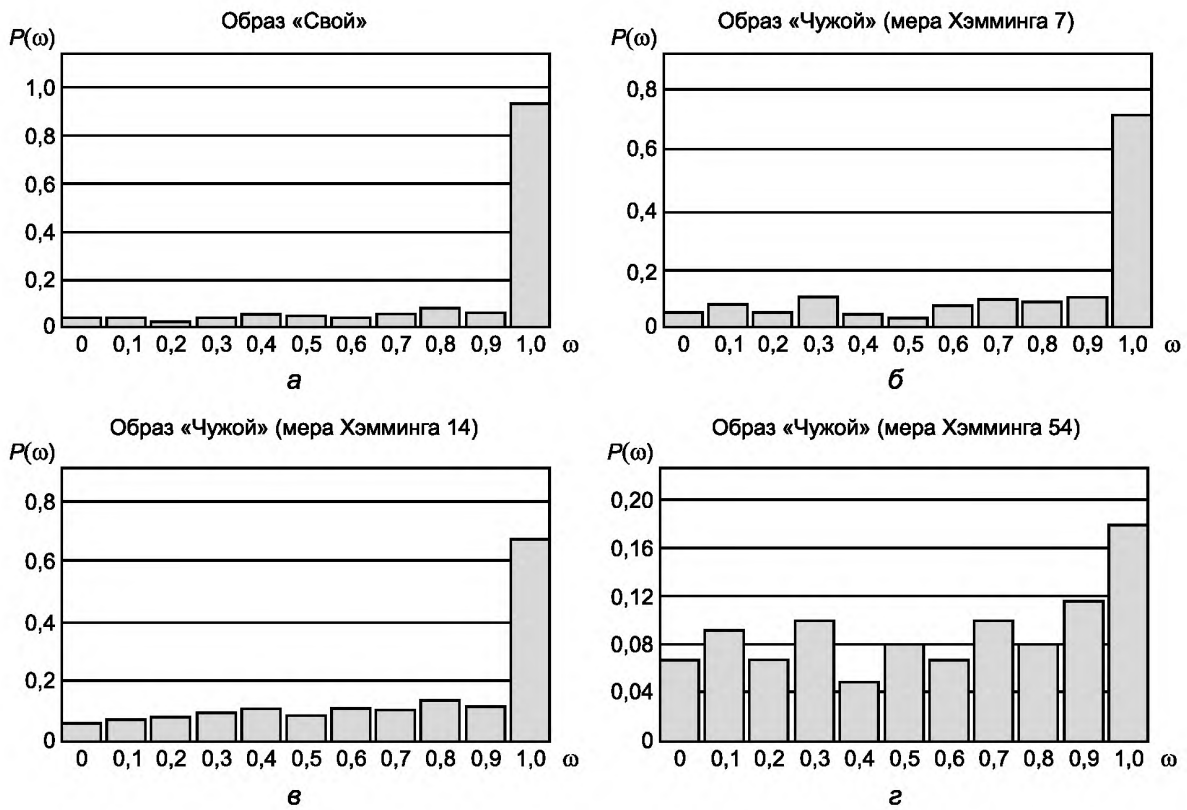 Образ «Свой»
P(ω)
1,0
0,8
0,6
0,4
0,2
0
0 0,1 0,2 0,3 0,4 0,5 0,6 0,7 0,8 0,9 1,0 ω
а
Образ «Чужой» (мера Хэмминга 7)
P(ω)
0,8
0,6
0,4
0,2
0
0 0,1 0,2 0,3 0,4 0,5 0,6 0,7 0,8 0,9 1,0 ω
б
Образ «Чужой» (мера Хэмминга 14)
P(ω)
0,8
0,6
0,4
0,2
0
0 0,1 0,2 0,3 0,4 0,5 0,6 0,7 0,8 0,9 1,0 ω
в
Образ «Чужой» (мера Хэмминга 54)
P(ω)
0,20
0,16
0,12
0,08
0,04
0
0 0,1 0,2 0,3 0,4 0,5 0,6 0,7 0,8 0,9 1,0 ω
г